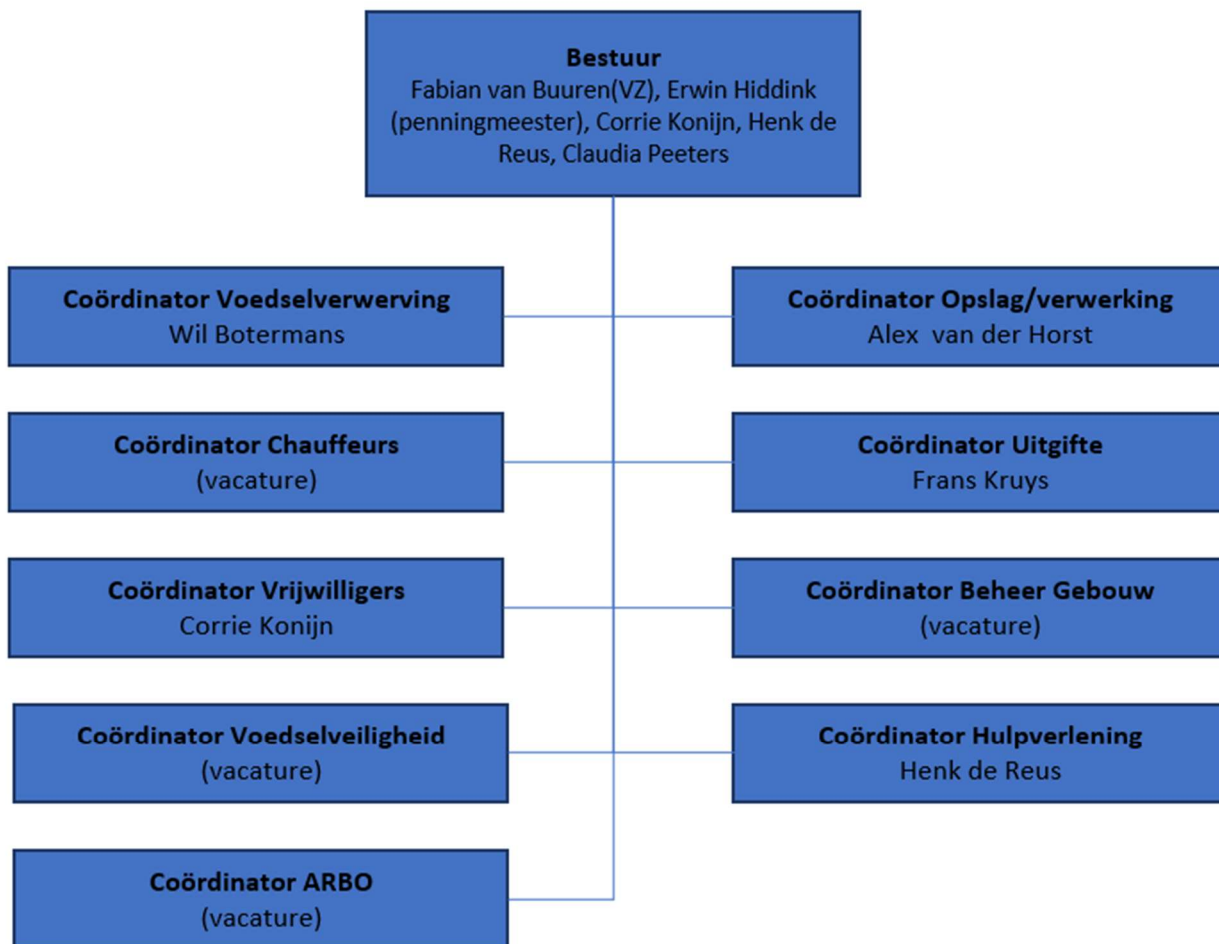 Bestuur
Fabian van Buuren(VZ), Erwin Hiddink
(penningmeester), Corrie Konijn, Henk de
Reus, Claudia Peeters
Coördinator Voedselverwerving
Wil Botermans
Coördinator Opslag/verwerking
Alex  van der Horst
Coördinator Chauffeurs
(vacature)
Coördinator Uitgifte
Frans Kruys
Coördinator Vrijwilligers
Corrie Konijn
Coördinator Beheer Gebouw
(vacature)
Coördinator Voedselveiligheid
(vacature)
Coördinator Hulpverlening
Henk de Reus
Coördinator ARBO
(vacature)